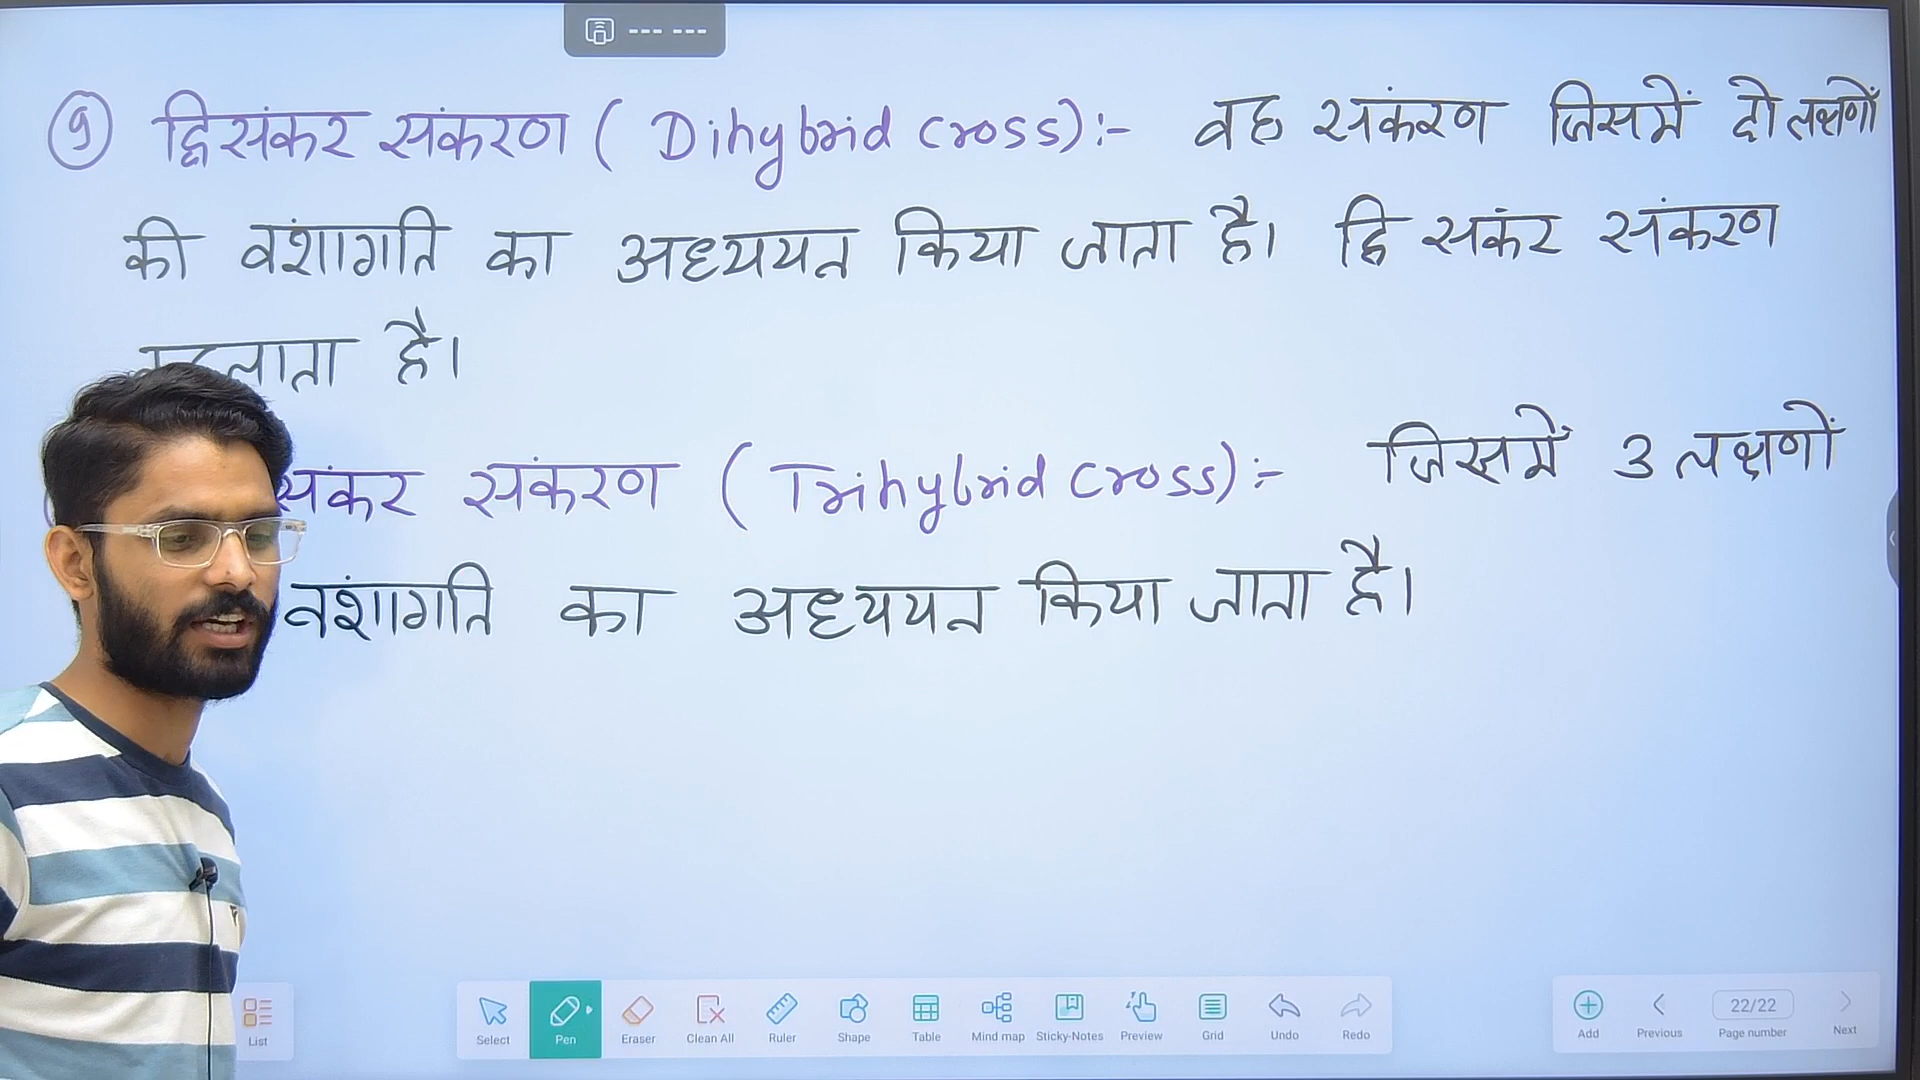 --- ---
9 द्विसंकर संकरण ( Dihybrid Cross):- वह संकरण जिसमें दो लक्षणों
की वंशागति का अध्ययन किया जाता है। द्वि सकंर संकरण
है।
संकर संकरण ( Trihybrid Cross):- जिसमें 3 लक्षणों
वंशागति का अध्ययन किया जाता है।
List Select Pen Eraser Clean All Ruler Shape Table Mind map Sticky-Notes Preview Grid Undo Redo Add Previous 22/22 Page number Next